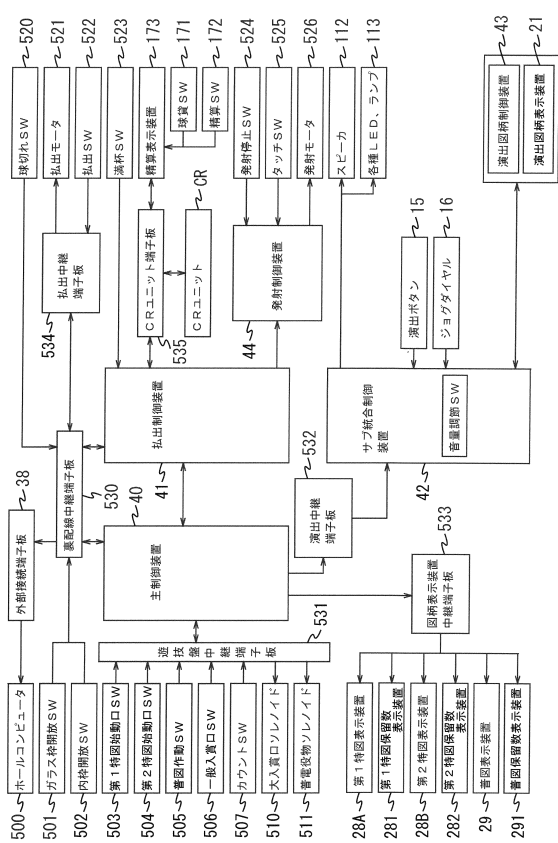 500 ホールコンピュータ
501 ガラス枠開放SW
502 内枠開放SW
503 第1特図始動口SW
504 第2特図始動口SW
505 普図作動SW
506 一般入賞口SW
507 カウントSW
510 大入賞口ソレノイド
511 普電役物ソレノイド
28A 第1特図表示装置
281 第1特図保留数
表示装置
28B 第2特図表示装置
282 第2特図保留数
表示装置
29 普図表示装置
291 普図保留数表示装置
外部接続端子板 38
裏配線中継端子板
530
主制御装置
40
遊技盤中継端子板
531
演出中継
端子板
532
図柄表示装置
中継端子板
533
払出中継
端子板
534
払出制御装置
41
CRユニット端子板
535
CRユニット
CR
発射制御装置
44
サブ統合制御
装置
音量調節SW
42
演出ボタン 15
ジョグダイヤル 16
球切れSW 520
払出モータ 521
払出SW 522
満杯SW 523
精算表示装置 173
球貸SW 171
精算SW 172
発射停止SW 524
タッチSW 525
発射モータ 526
スピーカ 112
各種LED、ランプ 113
演出図柄制御装置 43
演出図柄表示装置 21